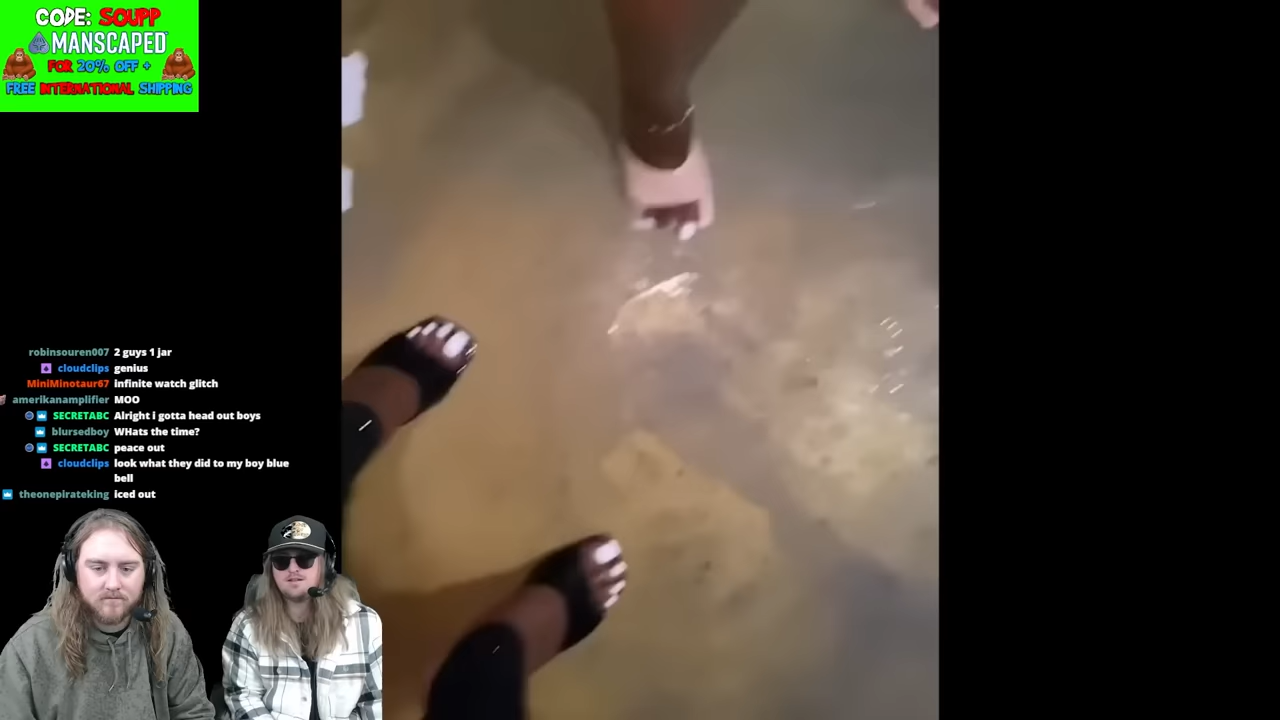 CODE: SOUPP
MANSCAPED
FOR 20% OFF +
FREE INTERNATIONAL SHIPPING
robinsouren007 2 guys 1 jar
cloudclips genius
MiniMinotaur67 infinite watch glitch
amerikanamplifier MOO
SECRETABC Alright i gotta head out boys
blursedboy WHats the time?
SECRETABC peace out
cloudclips look what they did to my boy blue
bell
theonepirateking iced out